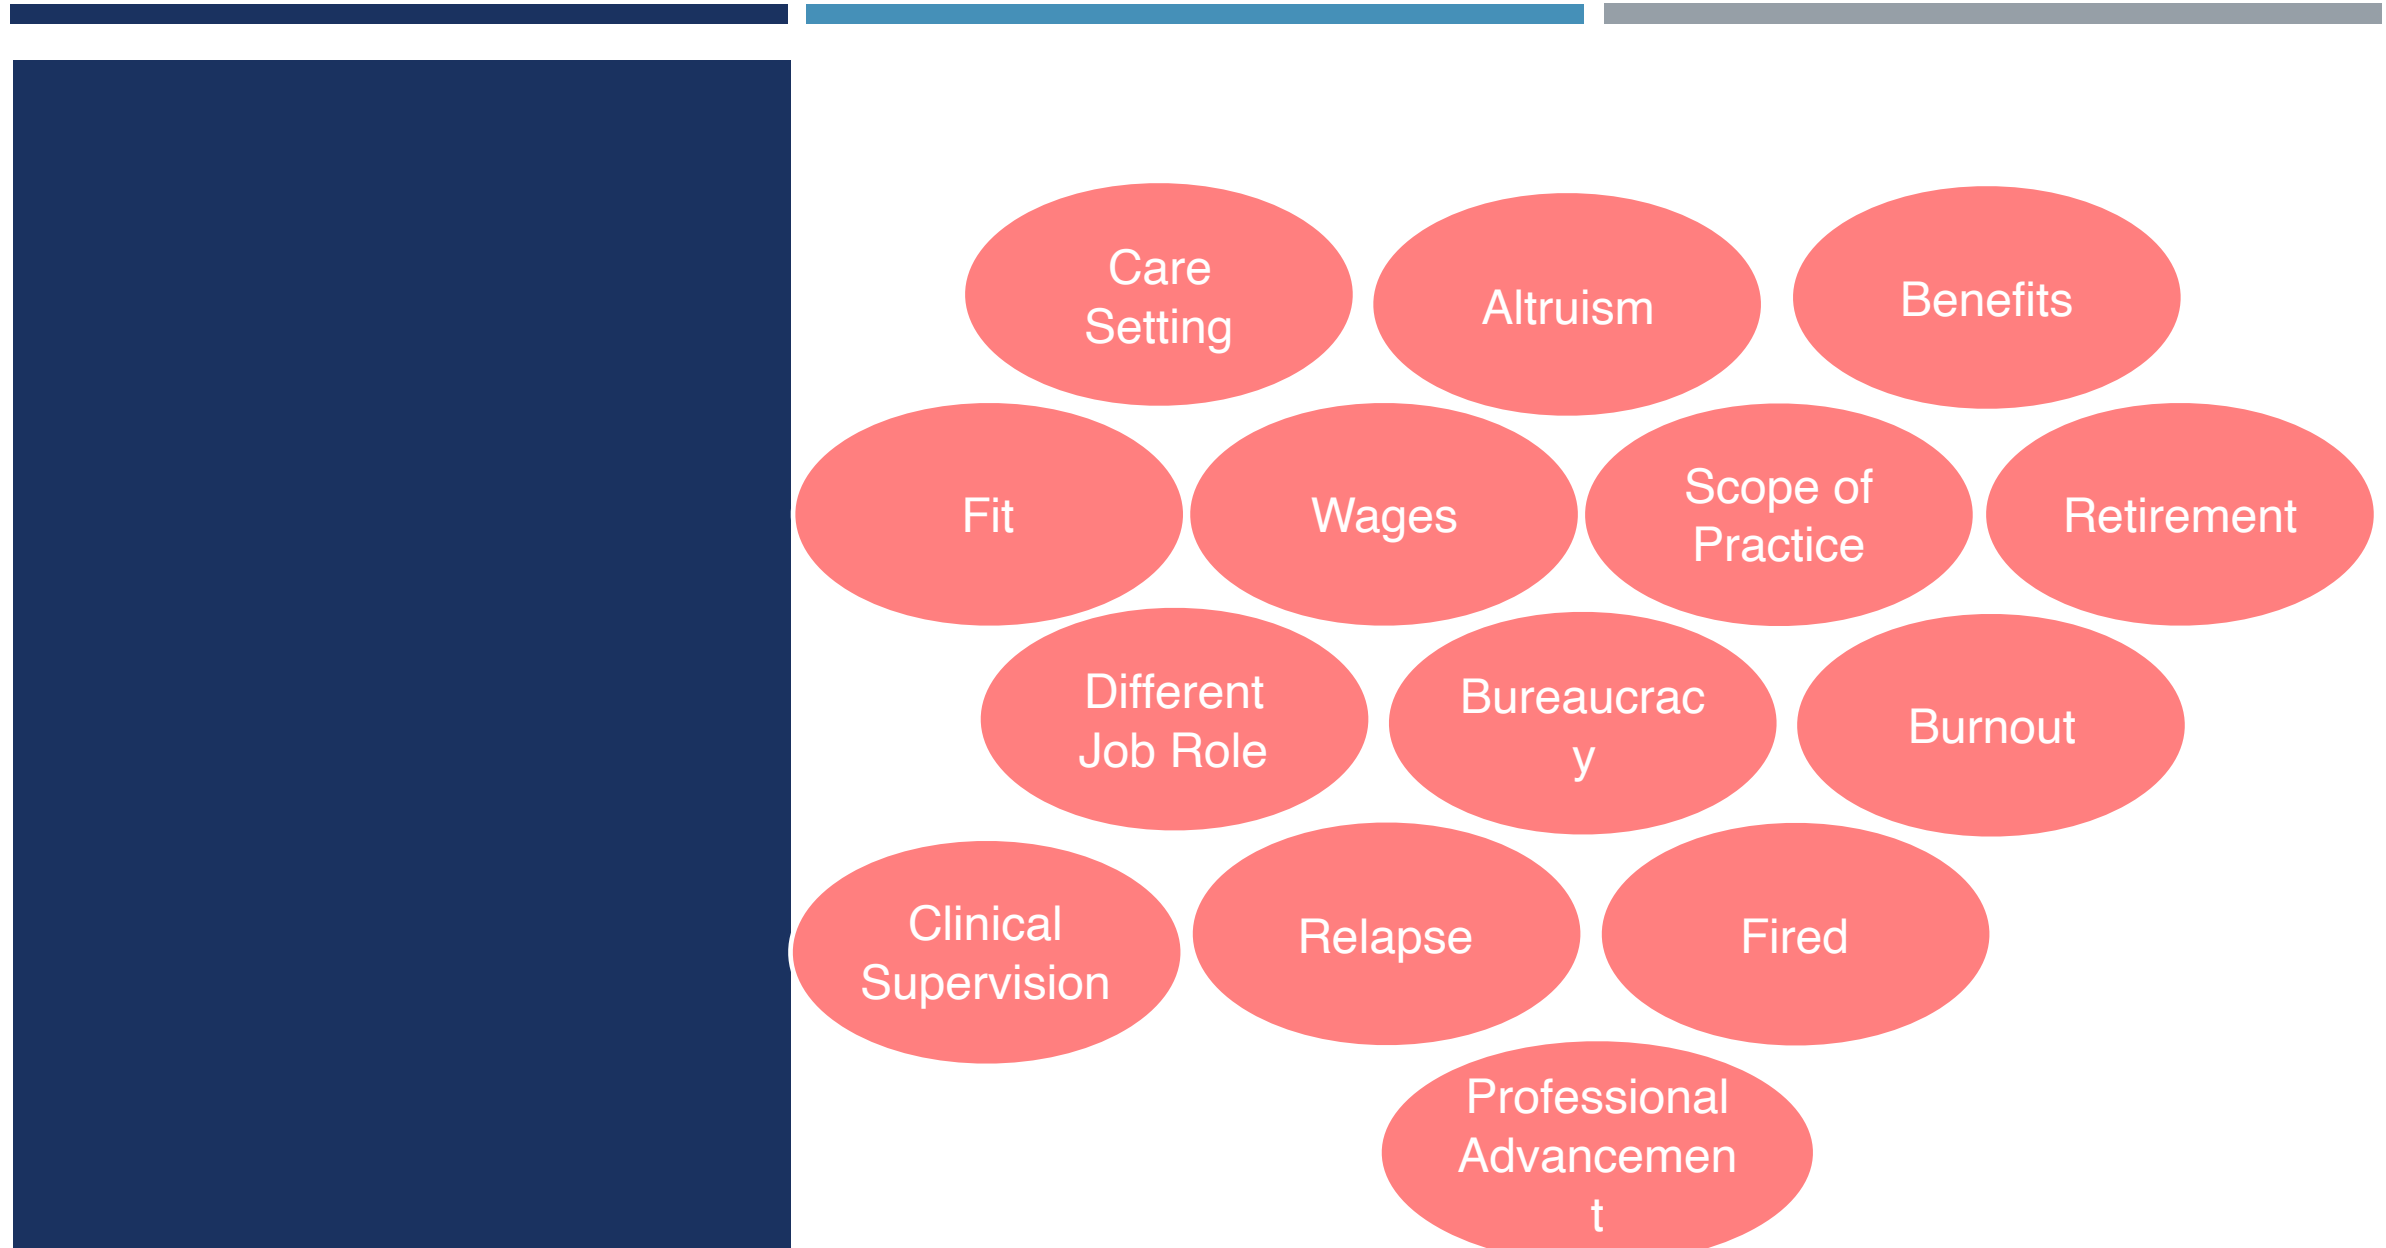 Care
Setting
Altruism
Benefits
Fit
Wages
Scope of
Practice
Retirement
Different
Job Role
Bureaucrac
y
Burnout
Clinical
Supervision
Relapse
Fired
Professional
Advancemen
t